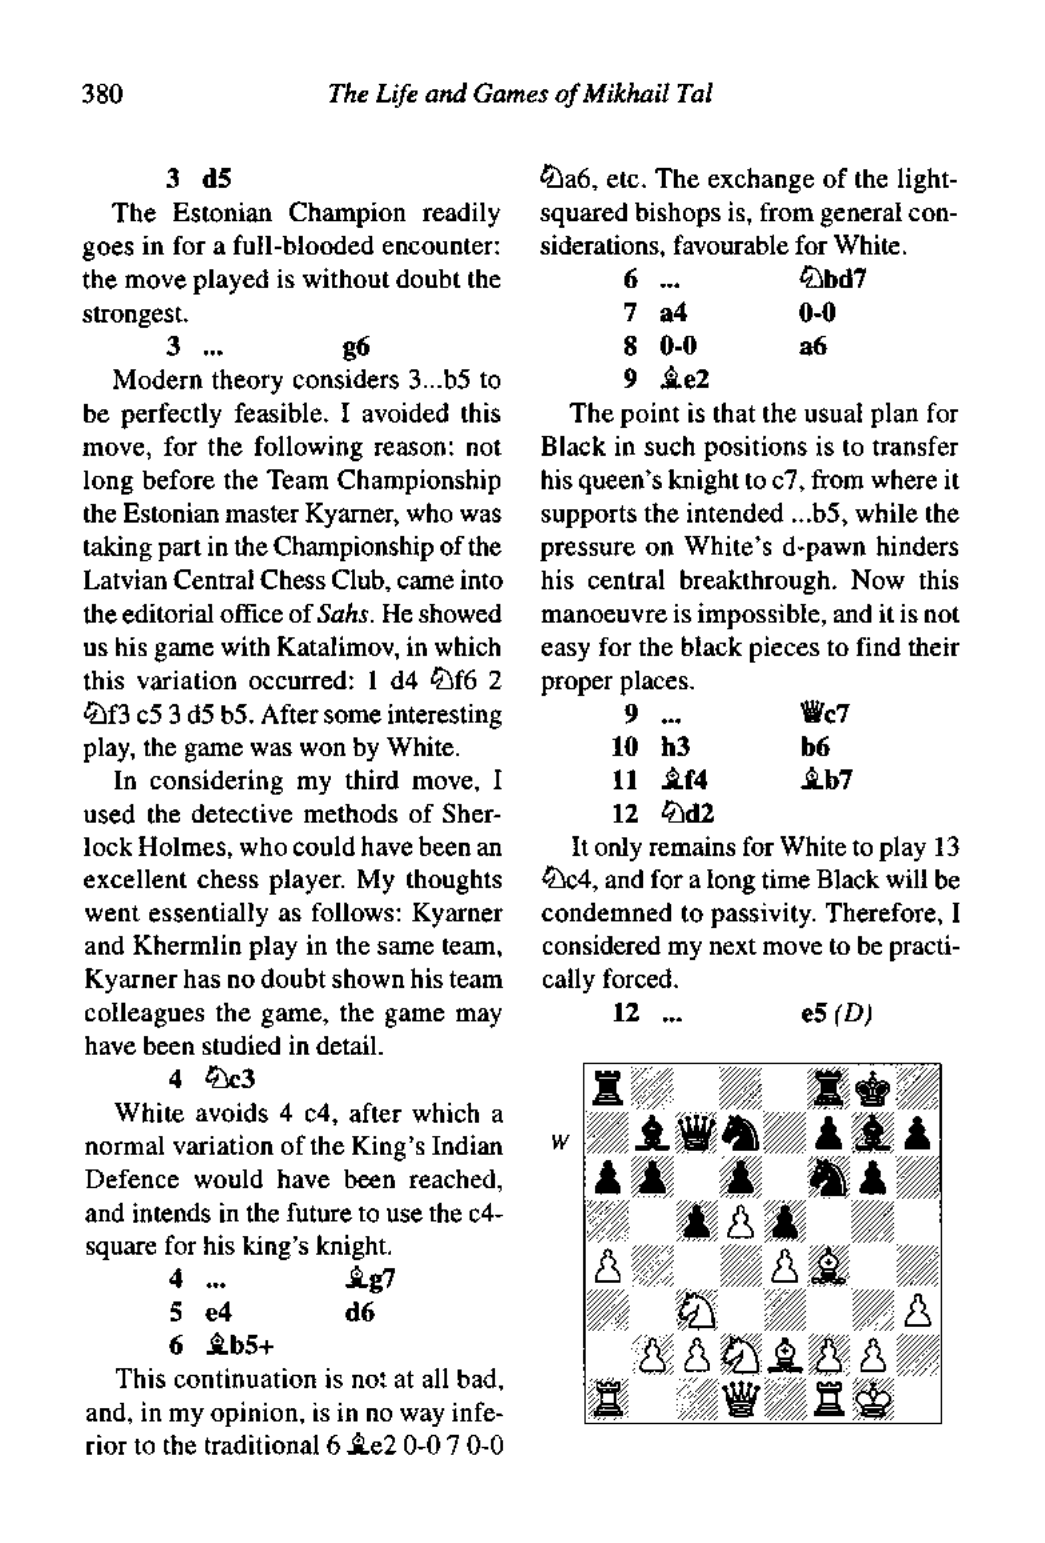 380 The Life and Games of Mikhail Tal
3 d5
The Estonian Champion readily
goes in for a full-blooded encounter:
the move played is without doubt the
strongest.
3 ... g6
Modern theory considers 3...b5 to
be perfectly feasible. I avoided this
move, for the following reason: not
long before the Team Championship
the Estonian master Kyarner, who was
taking part in the Championship of the
Latvian Central Chess Club, came into
the editorial office of Sahs. He showed
us his game with Katalimov, in which
this variation occurred: 1 d4 ♘f6 2
♘f3 c5 3 d5 b5. After some interesting
play, the game was won by White.
In considering my third move, I
used the detective methods of Sher-
lock Holmes, who could have been an
excellent chess player. My thoughts
went essentially as follows: Kyarner
and Khermlin play in the same team,
Kyarner has no doubt shown his team
colleagues the game, the game may
have been studied in detail.
4 ♘c3
White avoids 4 c4, after which a
normal variation of the King's Indian
Defence would have been reached,
and intends in the future to use the c4-
square for his king's knight.
4 ... ♗g7
5 e4 d6
6 ♗b5+
This continuation is not at all bad,
and, in my opinion, is in no way infe-
rior to the traditional 6 ♗e2 0-0 7 0-0
♘a6, etc. The exchange of the light-
squared bishops is, from general con-
siderations, favourable for White.
6 ... ♘bd7
7 a4 0-0
8 0-0 a6
9 ♗e2
The point is that the usual plan for
Black in such positions is to transfer
his queen's knight to c7, from where it
supports the intended ...b5, while the
pressure on White's d-pawn hinders
his central breakthrough. Now this
manoeuvre is impossible, and it is not
easy for the black pieces to find their
proper places.
9 ... ♕c7
10 h3 b6
11 ♗f4 ♗b7
12 ♘d2
It only remains for White to play 13
♘c4, and for a long time Black will be
condemned to passivity. Therefore, I
considered my next move to be practi-
cally forced.
12 ... e5 (D)
W